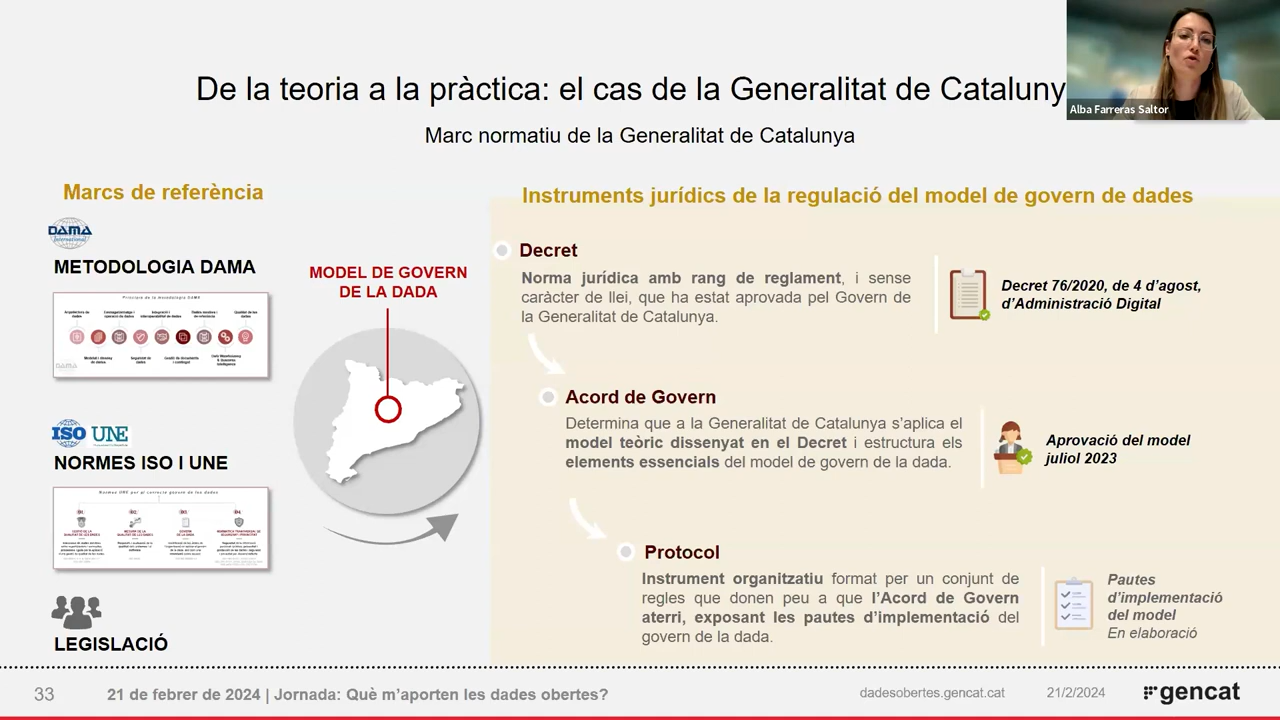 De la teoria a la pràctica: el cas de la Generalitat de Cataluny
Alba Farreras Saltor
Marc normatiu de la Generalitat de Catalunya
Marcs de referència
DAMA
International
METODOLOGIA DAMA
Principis de la metodologia DAMA
ISO UNE
NORMES ISO I UNE
LEGISLACIÓ
MODEL DE GOVERN
DE LA DADA
Instruments jurídics de la regulació del model de govern de dades
Decret
Norma jurídica amb rang de reglament, i sense
caràcter de llei, que ha estat aprovada pel Govern de
la Generalitat de Catalunya.
Decret 76/2020, de 4 d’agost,
d’Administració Digital
Acord de Govern
Determina que a la Generalitat de Catalunya s’aplica el
model teòric dissenyat en el Decret i estructura els
elements essencials del model de govern de la dada.
Aprovació del model
juliol 2023
Protocol
Instrument organitzatiu format per un conjunt de
regles que donen peu a que l’Acord de Govern
aterri, exposant les pautes d’implementació del
govern de la dada.
Pautes
d’implementació
del model
En elaboració
33
21 de febrer de 2024 | Jornada: Què m’aporten les dades obertes?
dadesobertes.gencat.cat
21/2/2024
gencat